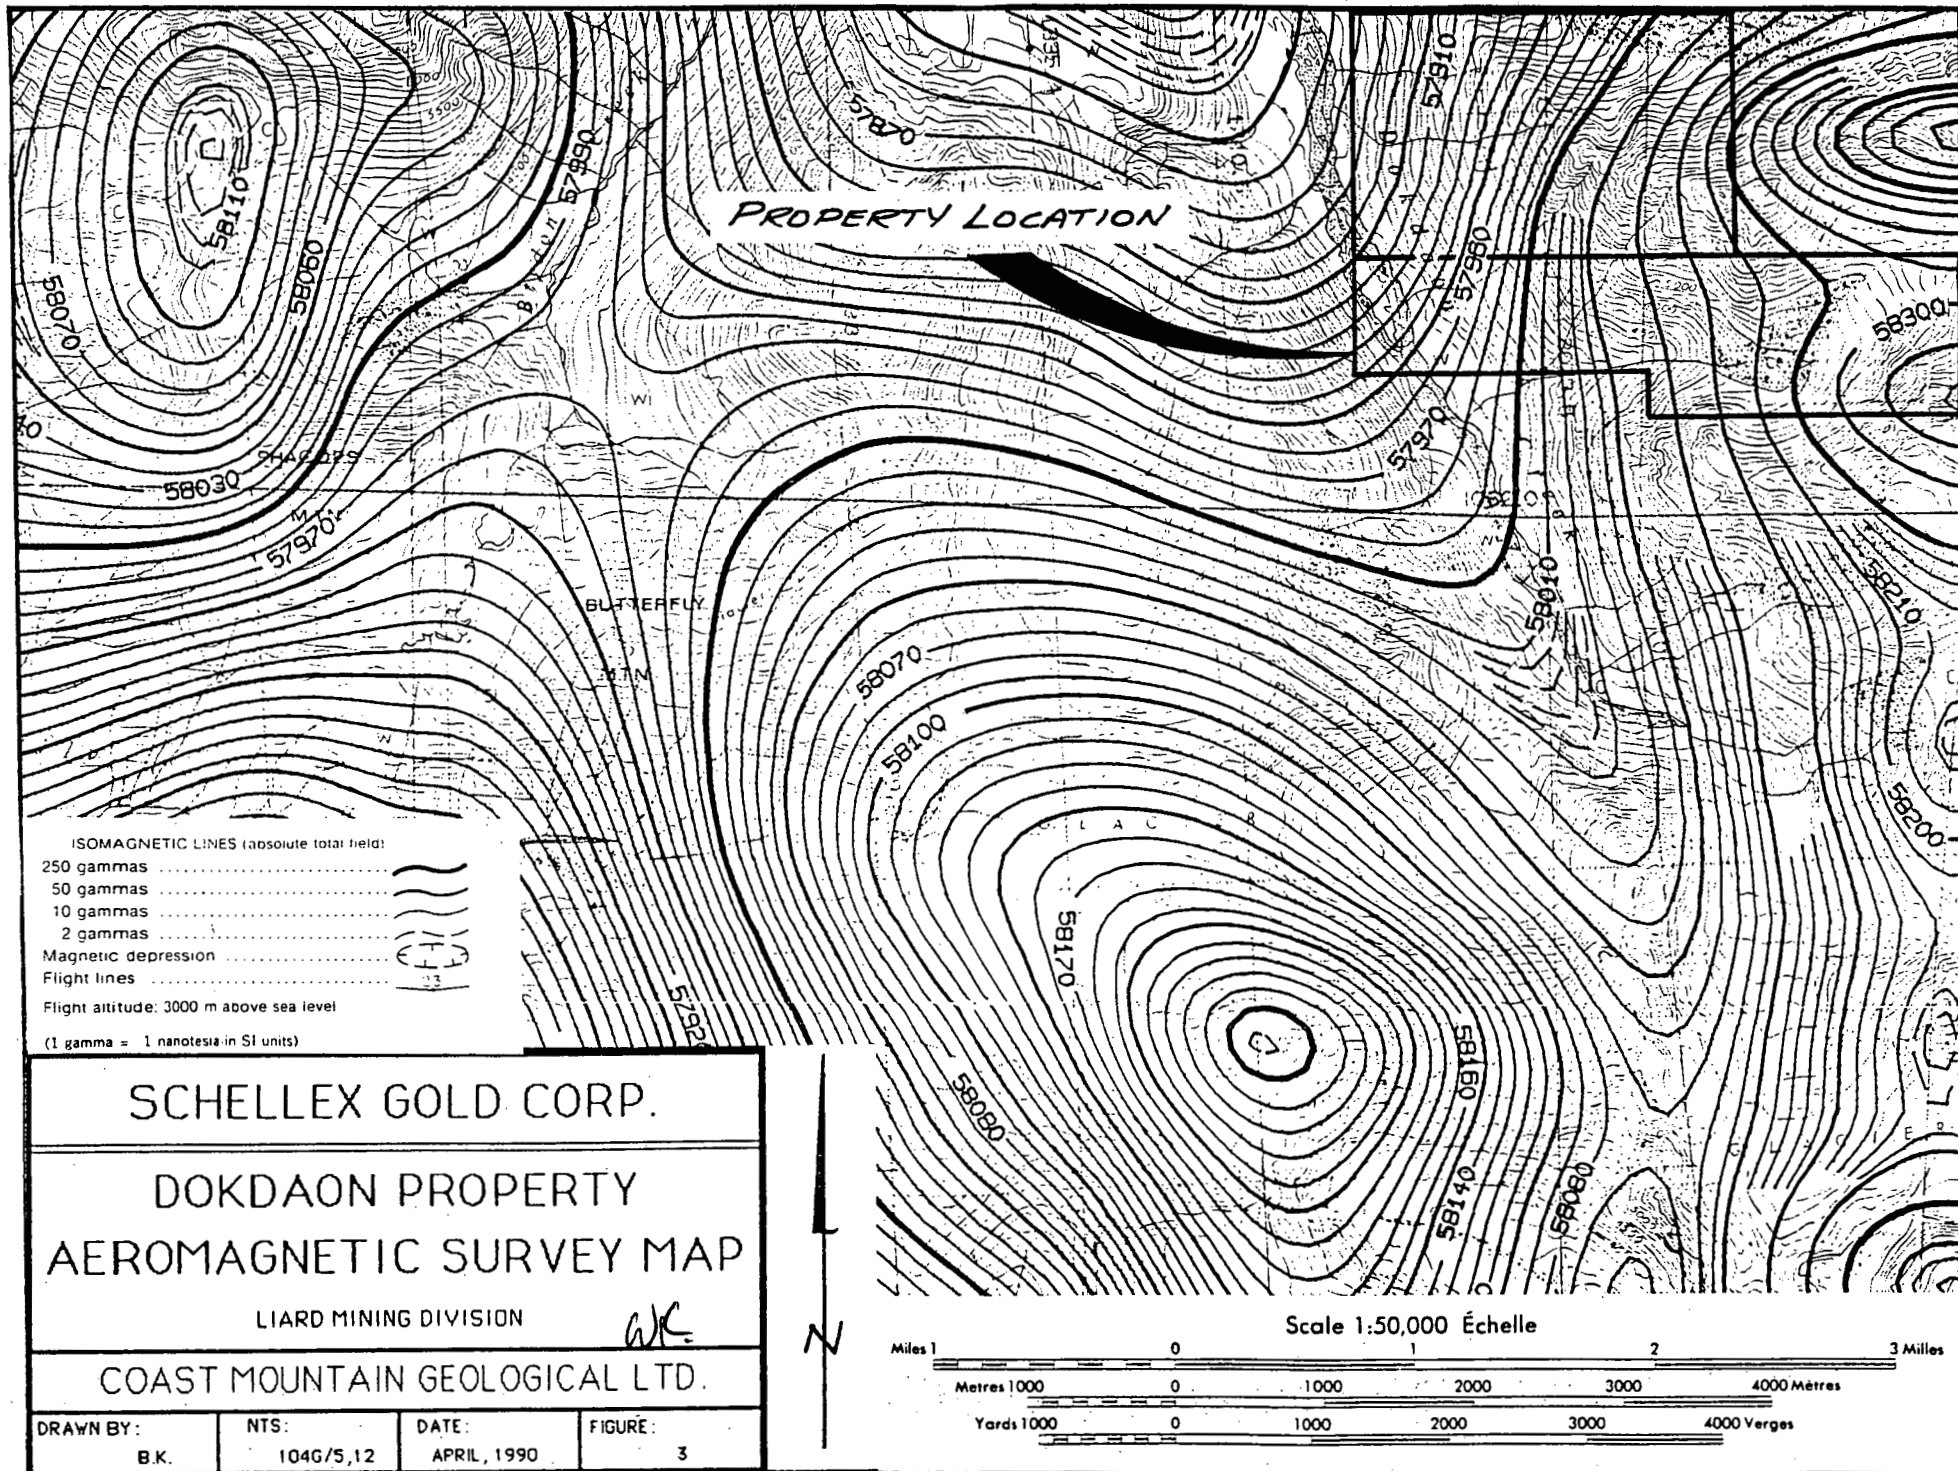 57910
57870
57990
58110
PROPERTY LOCATION
57980
58060
58070
58300
WI
57970
58030
57970
58010
58210
BUTTERFLY
MTN
58070
58100
58200
GLACIER
ISOMAGNETIC LINES (absolute total field)
250 gammas
50 gammas
10 gammas
2 gammas
Magnetic depression
Flight lines
Flight altitude: 3000 m above sea level
(1 gamma = 1 nanotesla in SI units)
58170
5792
58160
58080
GLACIER
58140
58080
SCHELLEX GOLD CORP.
DOKDAON PROPERTY
AEROMAGNETIC SURVEY MAP
LIARD MINING DIVISION
COAST MOUNTAIN GEOLOGICAL LTD.
DRAWN BY:
B.K.
NTS:
104G/5,12
DATE:
APRIL, 1990
FIGURE:
3
N
Scale 1:50,000 Échelle
Miles 1 0 1 2 3 Milles
Metres 1000 0 1000 2000 3000 4000 Mètres
Yards 1000 0 1000 2000 3000 4000 Verges